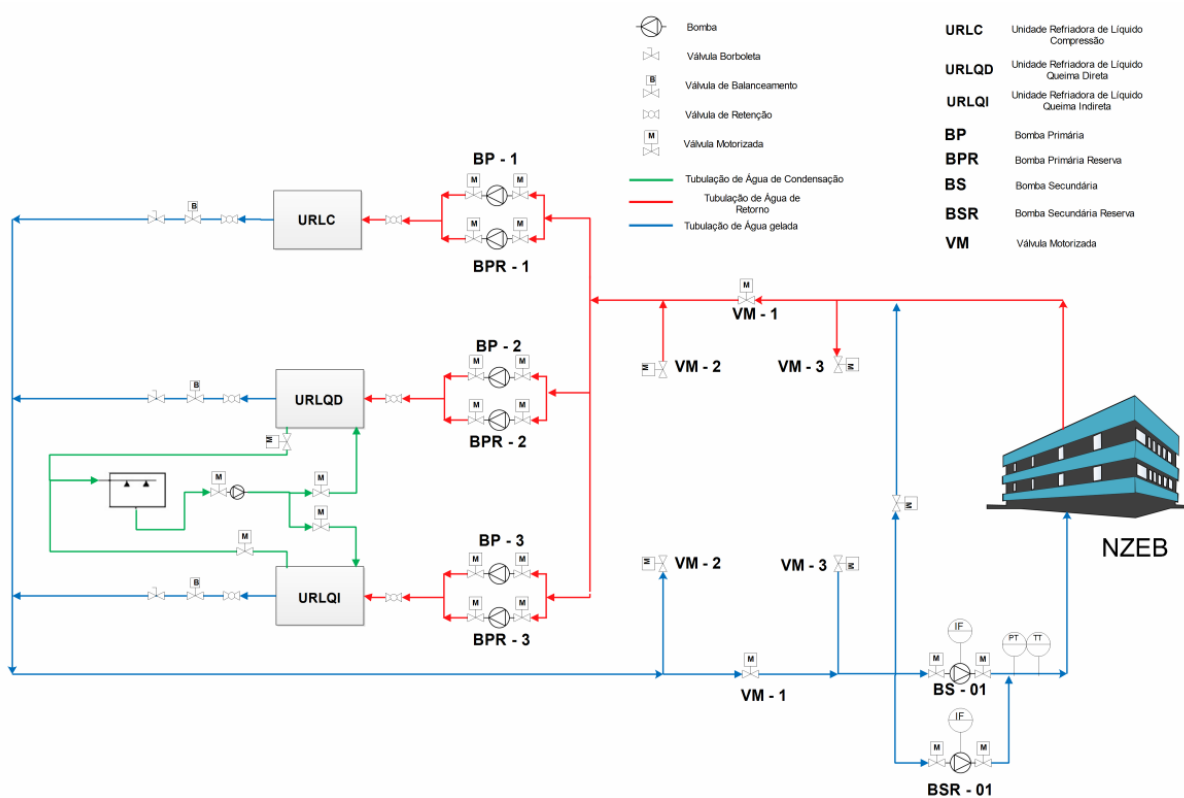 Bomba
Válvula Borboleta
B
Válvula de Balanceamento
Válvula de Retenção
M
Válvula Motorizada
Tubulação de Água de Condensação
Tubulação de Água de
Retorno
Tubulação de Água gelada
URLC
Unidade Refriadora de Líquido
Compressão
URLQD
Unidade Refriadora de Líquido
Queima Direta
URLQI
Unidade Refriadora de Líquido
Queima Indireta
BP
Bomba Primária
BPR
Bomba Primária Reserva
BS
Bomba Secundária
BSR
Bomba Secundária Reserva
VM
Válvula Motorizada
BP - 1
M M
B
URLC
M M
BPR - 1
M
VM - 1
BP - 2
M M
M
VM - 2
VM - 3
M
B
URLQD
M M
BPR - 2
M
M
M
M
M
M
NZEB
BP - 3
M M
M
VM - 2
VM - 3
M
B
URLQI
M M
BPR - 3
IF
PT
TT
M
M M
VM - 1
BS - 01
IF
M M
BSR - 01